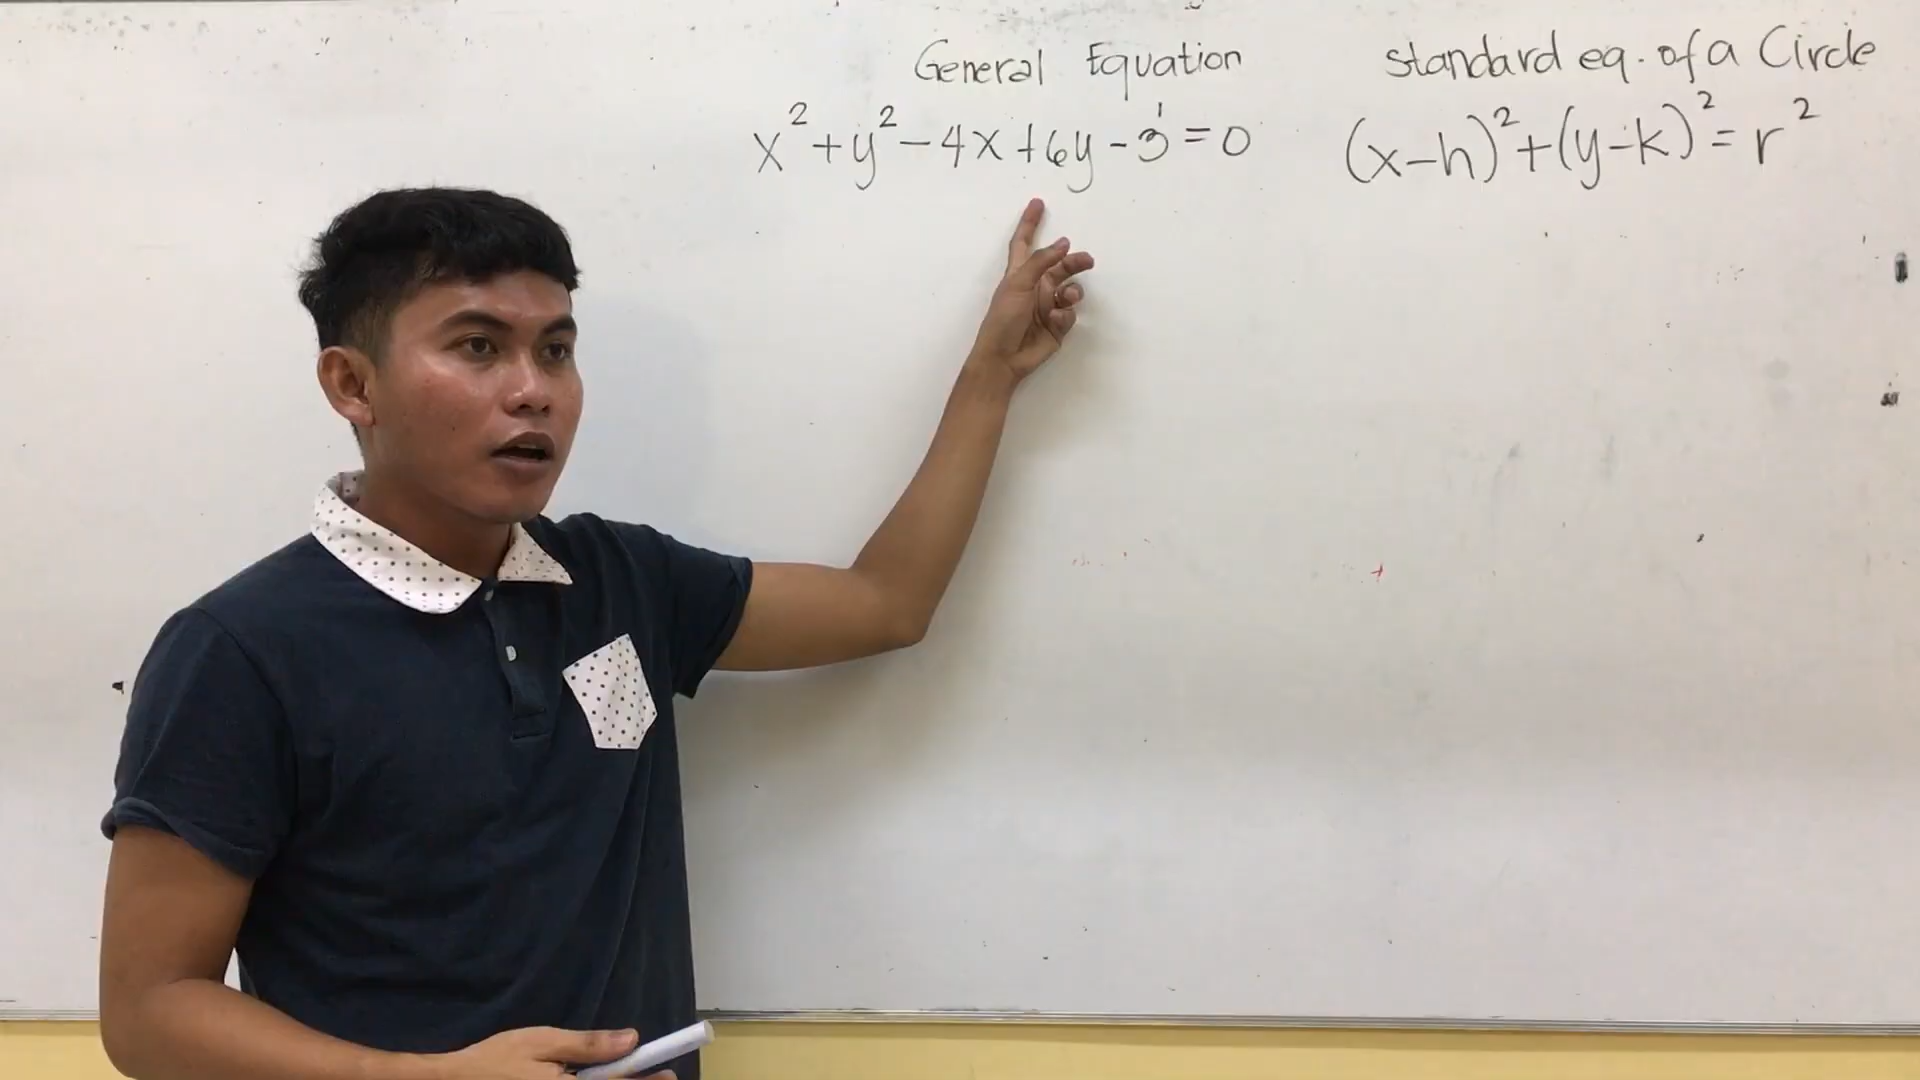 General Equation
x² + y² − 4x + 6y − 3 = 0
Standard eq. of a Circle
(x−h)² + (y−k)² = r²